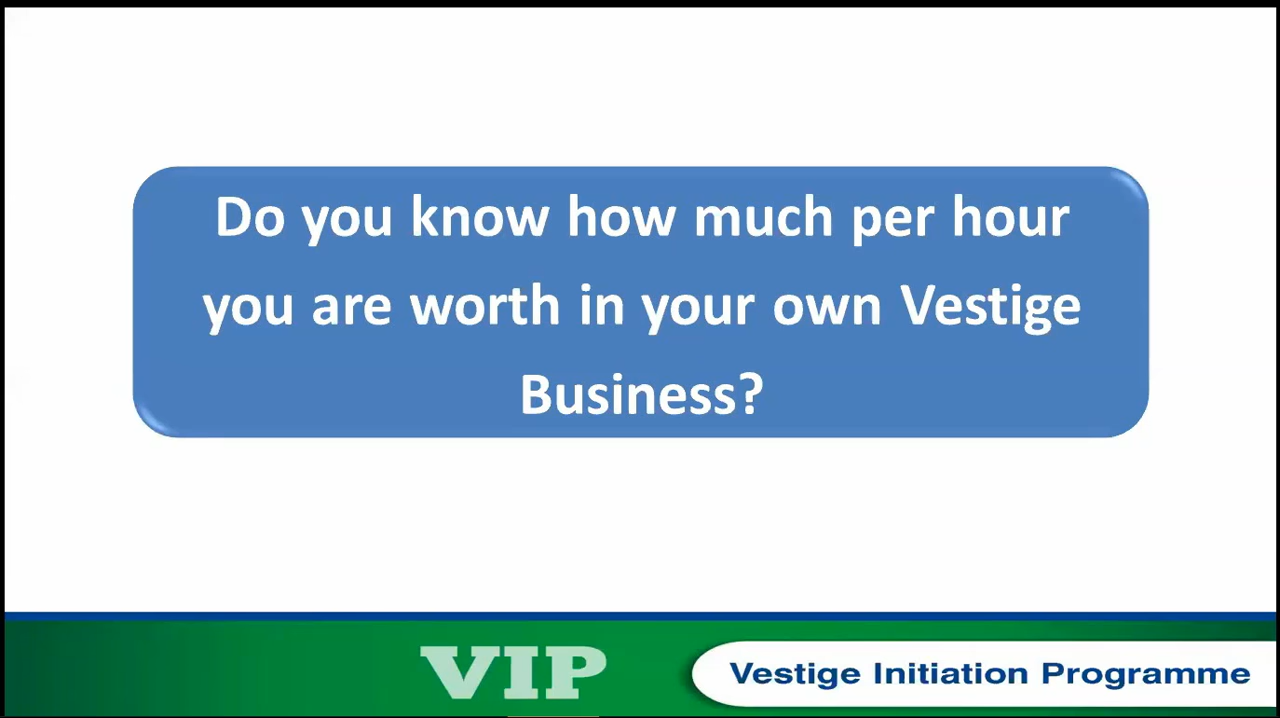 Do you know how much per hour
you are worth in your own Vestige
Business?
VIP
Vestige Initiation Programme